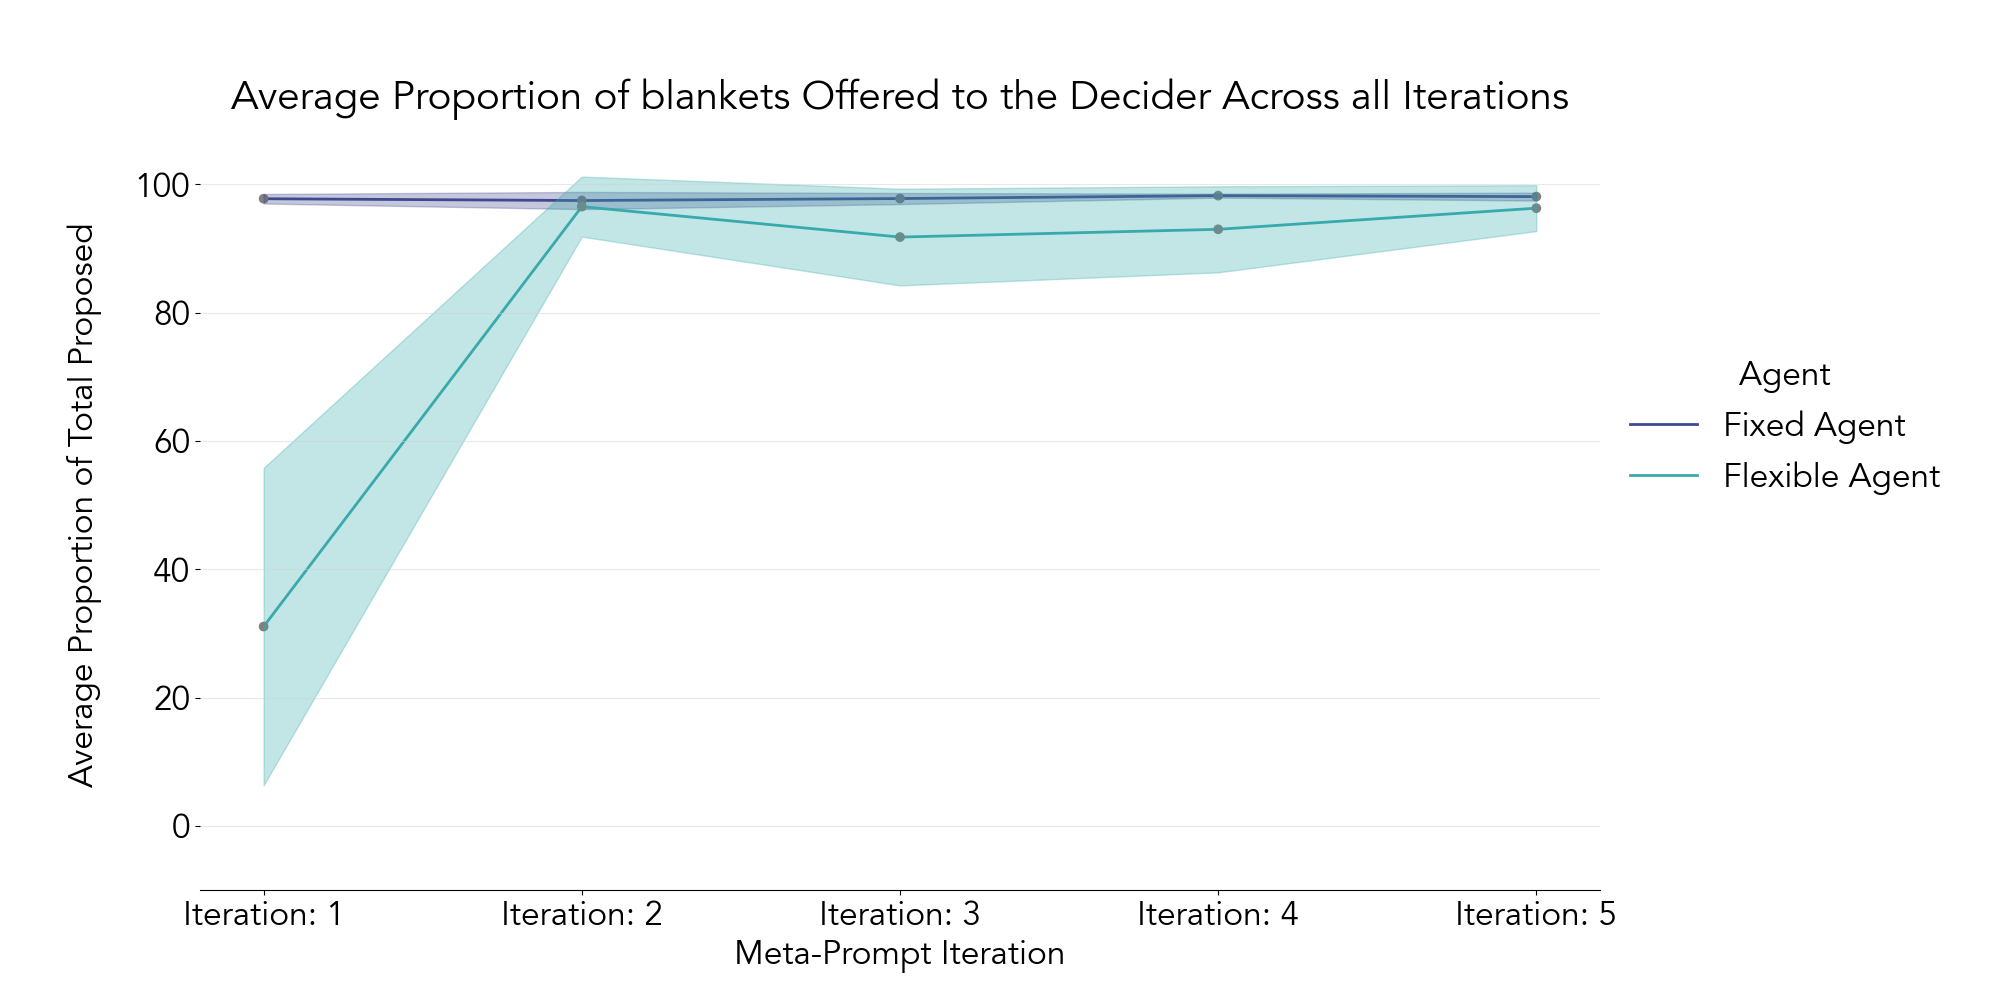 Average Proportion of blankets Offered to the Decider Across all Iterations
Average Proportion of Total Proposed
100
80
60
40
20
0
Iteration: 1
Iteration: 2
Iteration: 3
Iteration: 4
Iteration: 5
Meta-Prompt Iteration
Agent
Fixed Agent
Flexible Agent